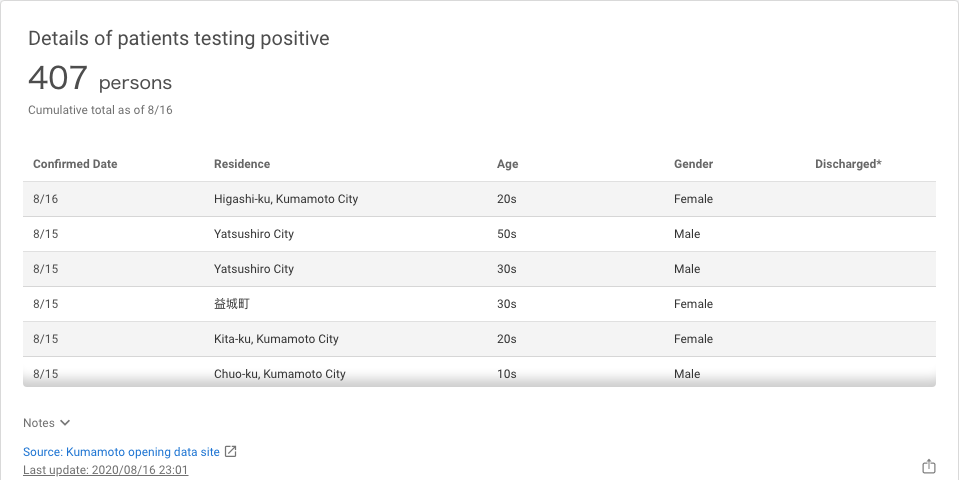 Details of patients testing positive
407 persons
Cumulative total as of 8/16
Confirmed Date Residence Age Gender Discharged*
8/16 Higashi-ku, Kumamoto City 20s Female
8/15 Yatsushiro City 50s Male
8/15 Yatsushiro City 30s Male
8/15 益城町 30s Female
8/15 Kita-ku, Kumamoto City 20s Female
8/15 Chuo-ku, Kumamoto City 10s Male
Notes
Source: Kumamoto opening data site
Last update: 2020/08/16 23:01